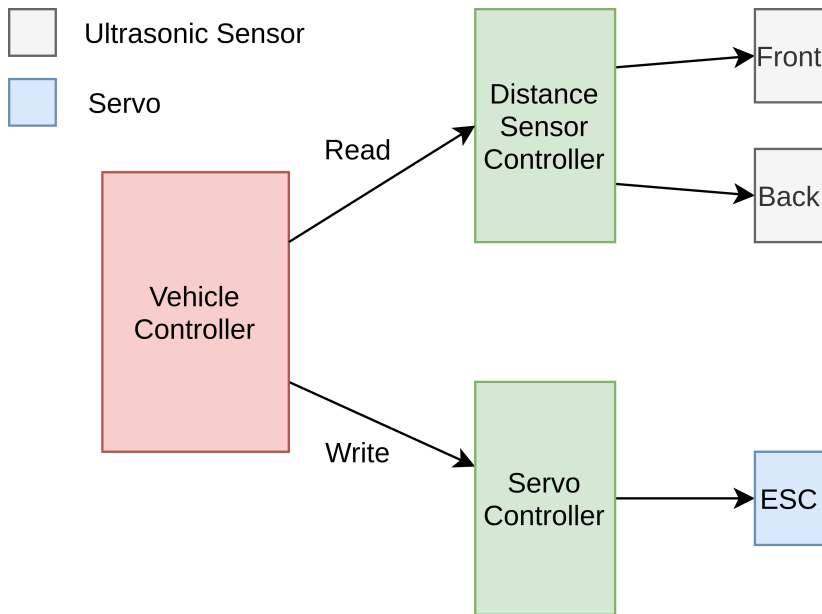 Ultrasonic Sensor
Servo
Read
Write
Vehicle
Controller
Distance
Sensor
Controller
Front
Back
Servo
Controller
ESC